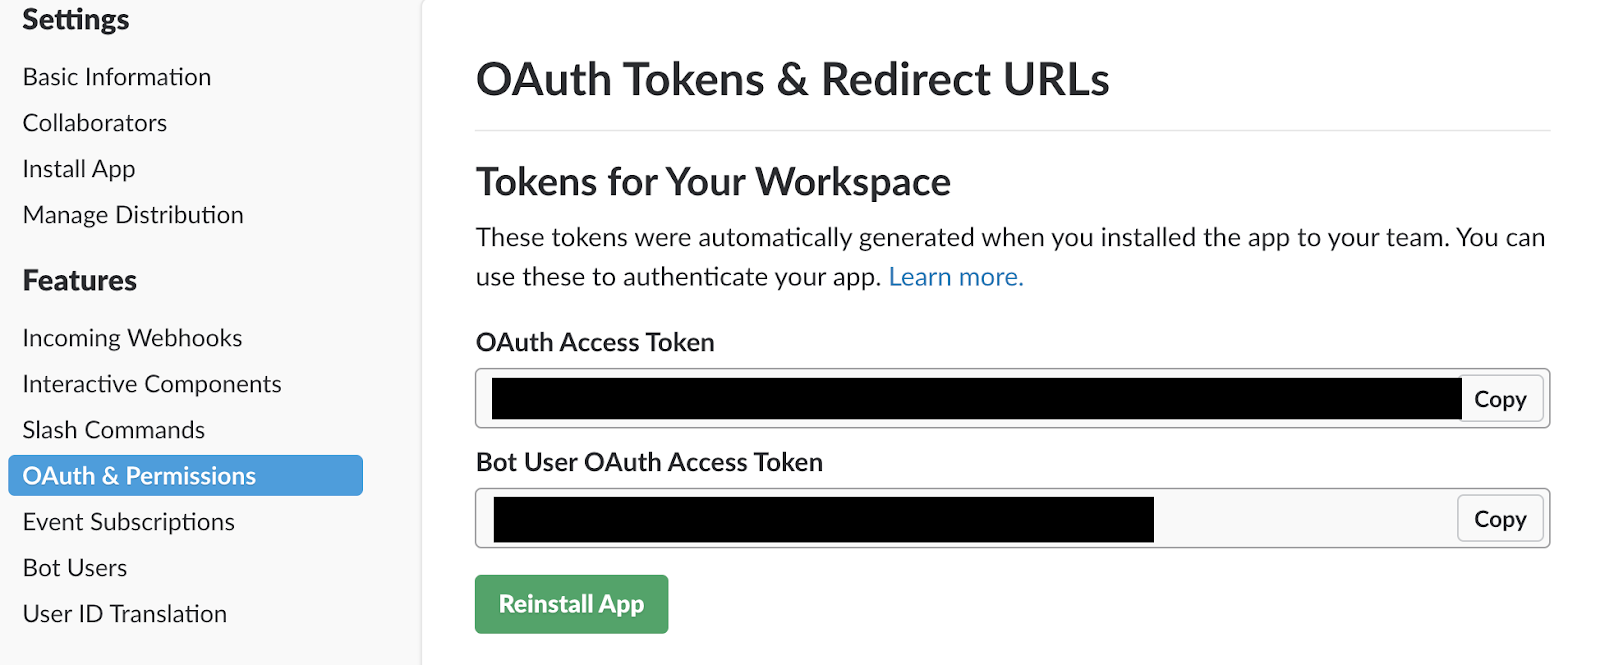 Settings
Basic Information
Collaborators
Install App
Manage Distribution
Features
Incoming Webhooks
Interactive Components
Slash Commands
OAuth & Permissions
Event Subscriptions
Bot Users
User ID Translation
OAuth Tokens & Redirect URLs
Tokens for Your Workspace
These tokens were automatically generated when you installed the app to your team. You can
use these to authenticate your app. Learn more.
OAuth Access Token
Copy
Bot User OAuth Access Token
Copy
Reinstall App